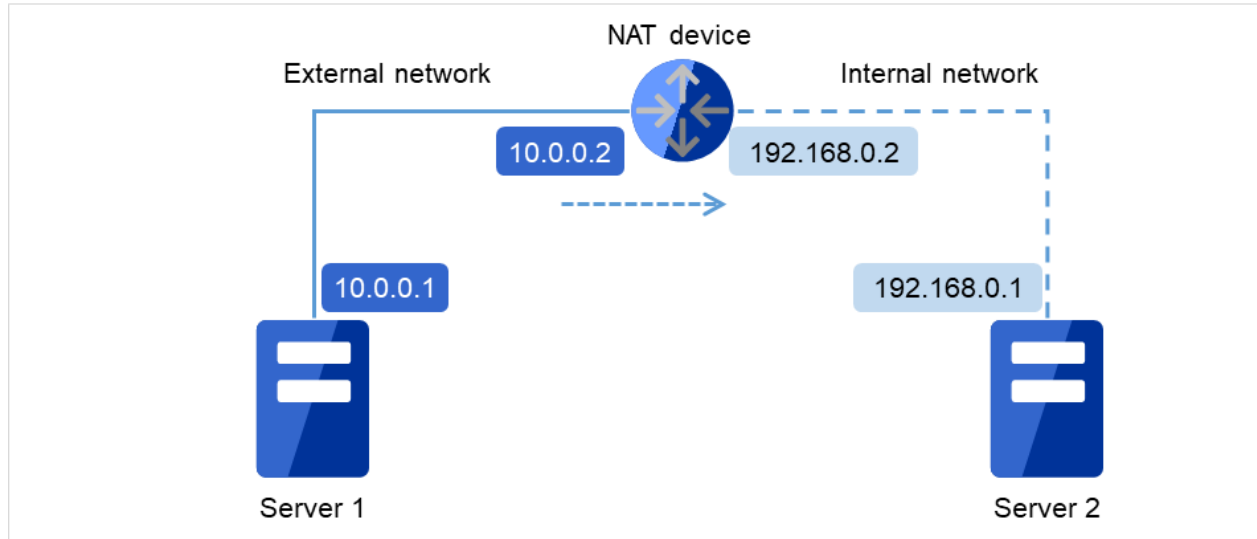 NAT device
External network
Internal network
10.0.0.2
192.168.0.2
10.0.0.1
192.168.0.1
Server 1
Server 2